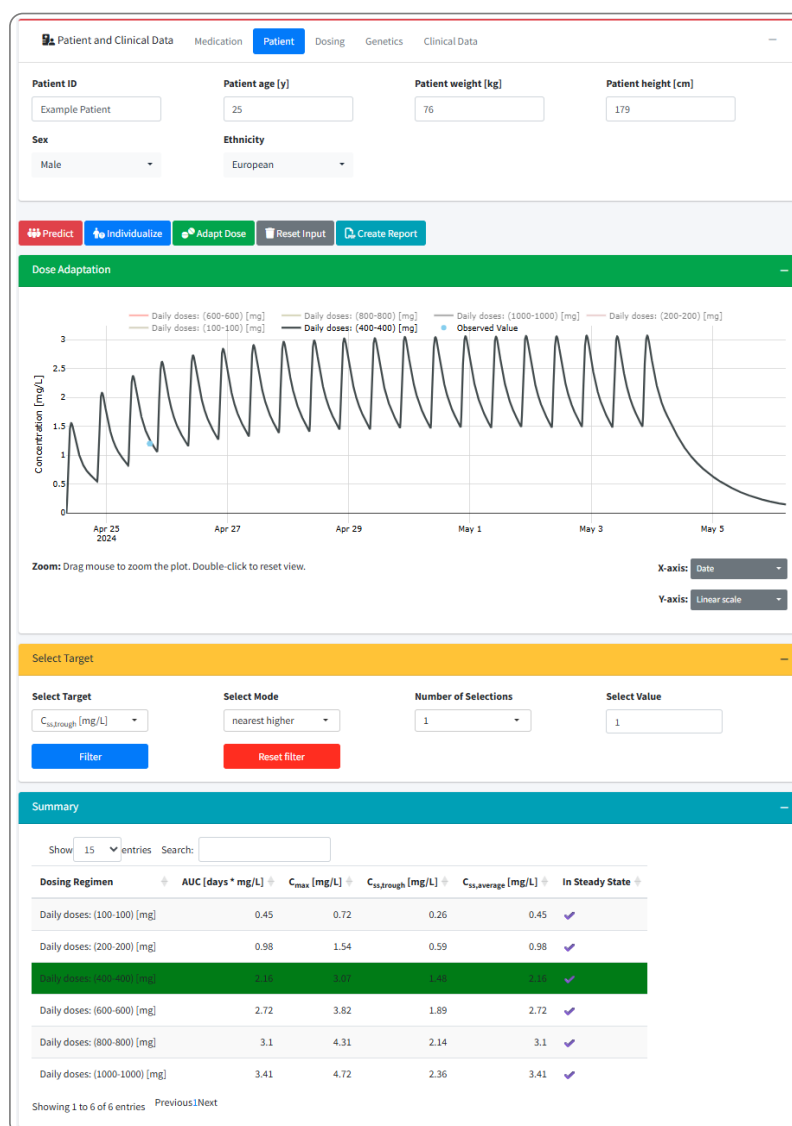 Patient and Clinical Data Medication Patient Dosing Genetics Clinical Data
Patient ID Patient age [y] Patient weight [kg] Patient height [cm]
Example Patient 25 76 179
Sex Ethnicity
Male European
Predict Individualize Adapt Dose Reset Input Create Report
Dose Adaptation
Daily doses: (600-600) [mg] Daily doses: (800-800) [mg] Daily doses: (1000-1000) [mg] Daily doses: (200-200) [mg]
Daily doses: (100-100) [mg] Daily doses: (400-400) [mg] Observed Value
Concentration [mg/L]
3
2.5
2
1.5
1
0.5
0
Apr 25 Apr 27 Apr 29 May 1 May 3 May 5
2024
Zoom: Drag mouse to zoom the plot. Double-click to reset view. X-axis: Date
Y-axis: Linear scale
Select Target
Select Target Select Mode Number of Selections Select Value
Css,trough [mg/L] nearest higher 1 1
Filter Reset filter
Summary
Show 15 entries Search:
Dosing Regimen AUC [days * mg/L] Cmax [mg/L] Css,trough [mg/L] Css,average [mg/L] In Steady State
Daily doses: (100-100) [mg] 0.45 0.72 0.26 0.45 ✔
Daily doses: (200-200) [mg] 0.98 1.54 0.59 0.98 ✔
Daily doses: (400-400) [mg] 2.16 3.07 1.48 2.16 ✔
Daily doses: (600-600) [mg] 2.72 3.82 1.89 2.72 ✔
Daily doses: (800-800) [mg] 3.1 4.31 2.14 3.1 ✔
Daily doses: (1000-1000) [mg] 3.41 4.72 2.36 3.41 ✔
Showing 1 to 6 of 6 entries Previous1Next